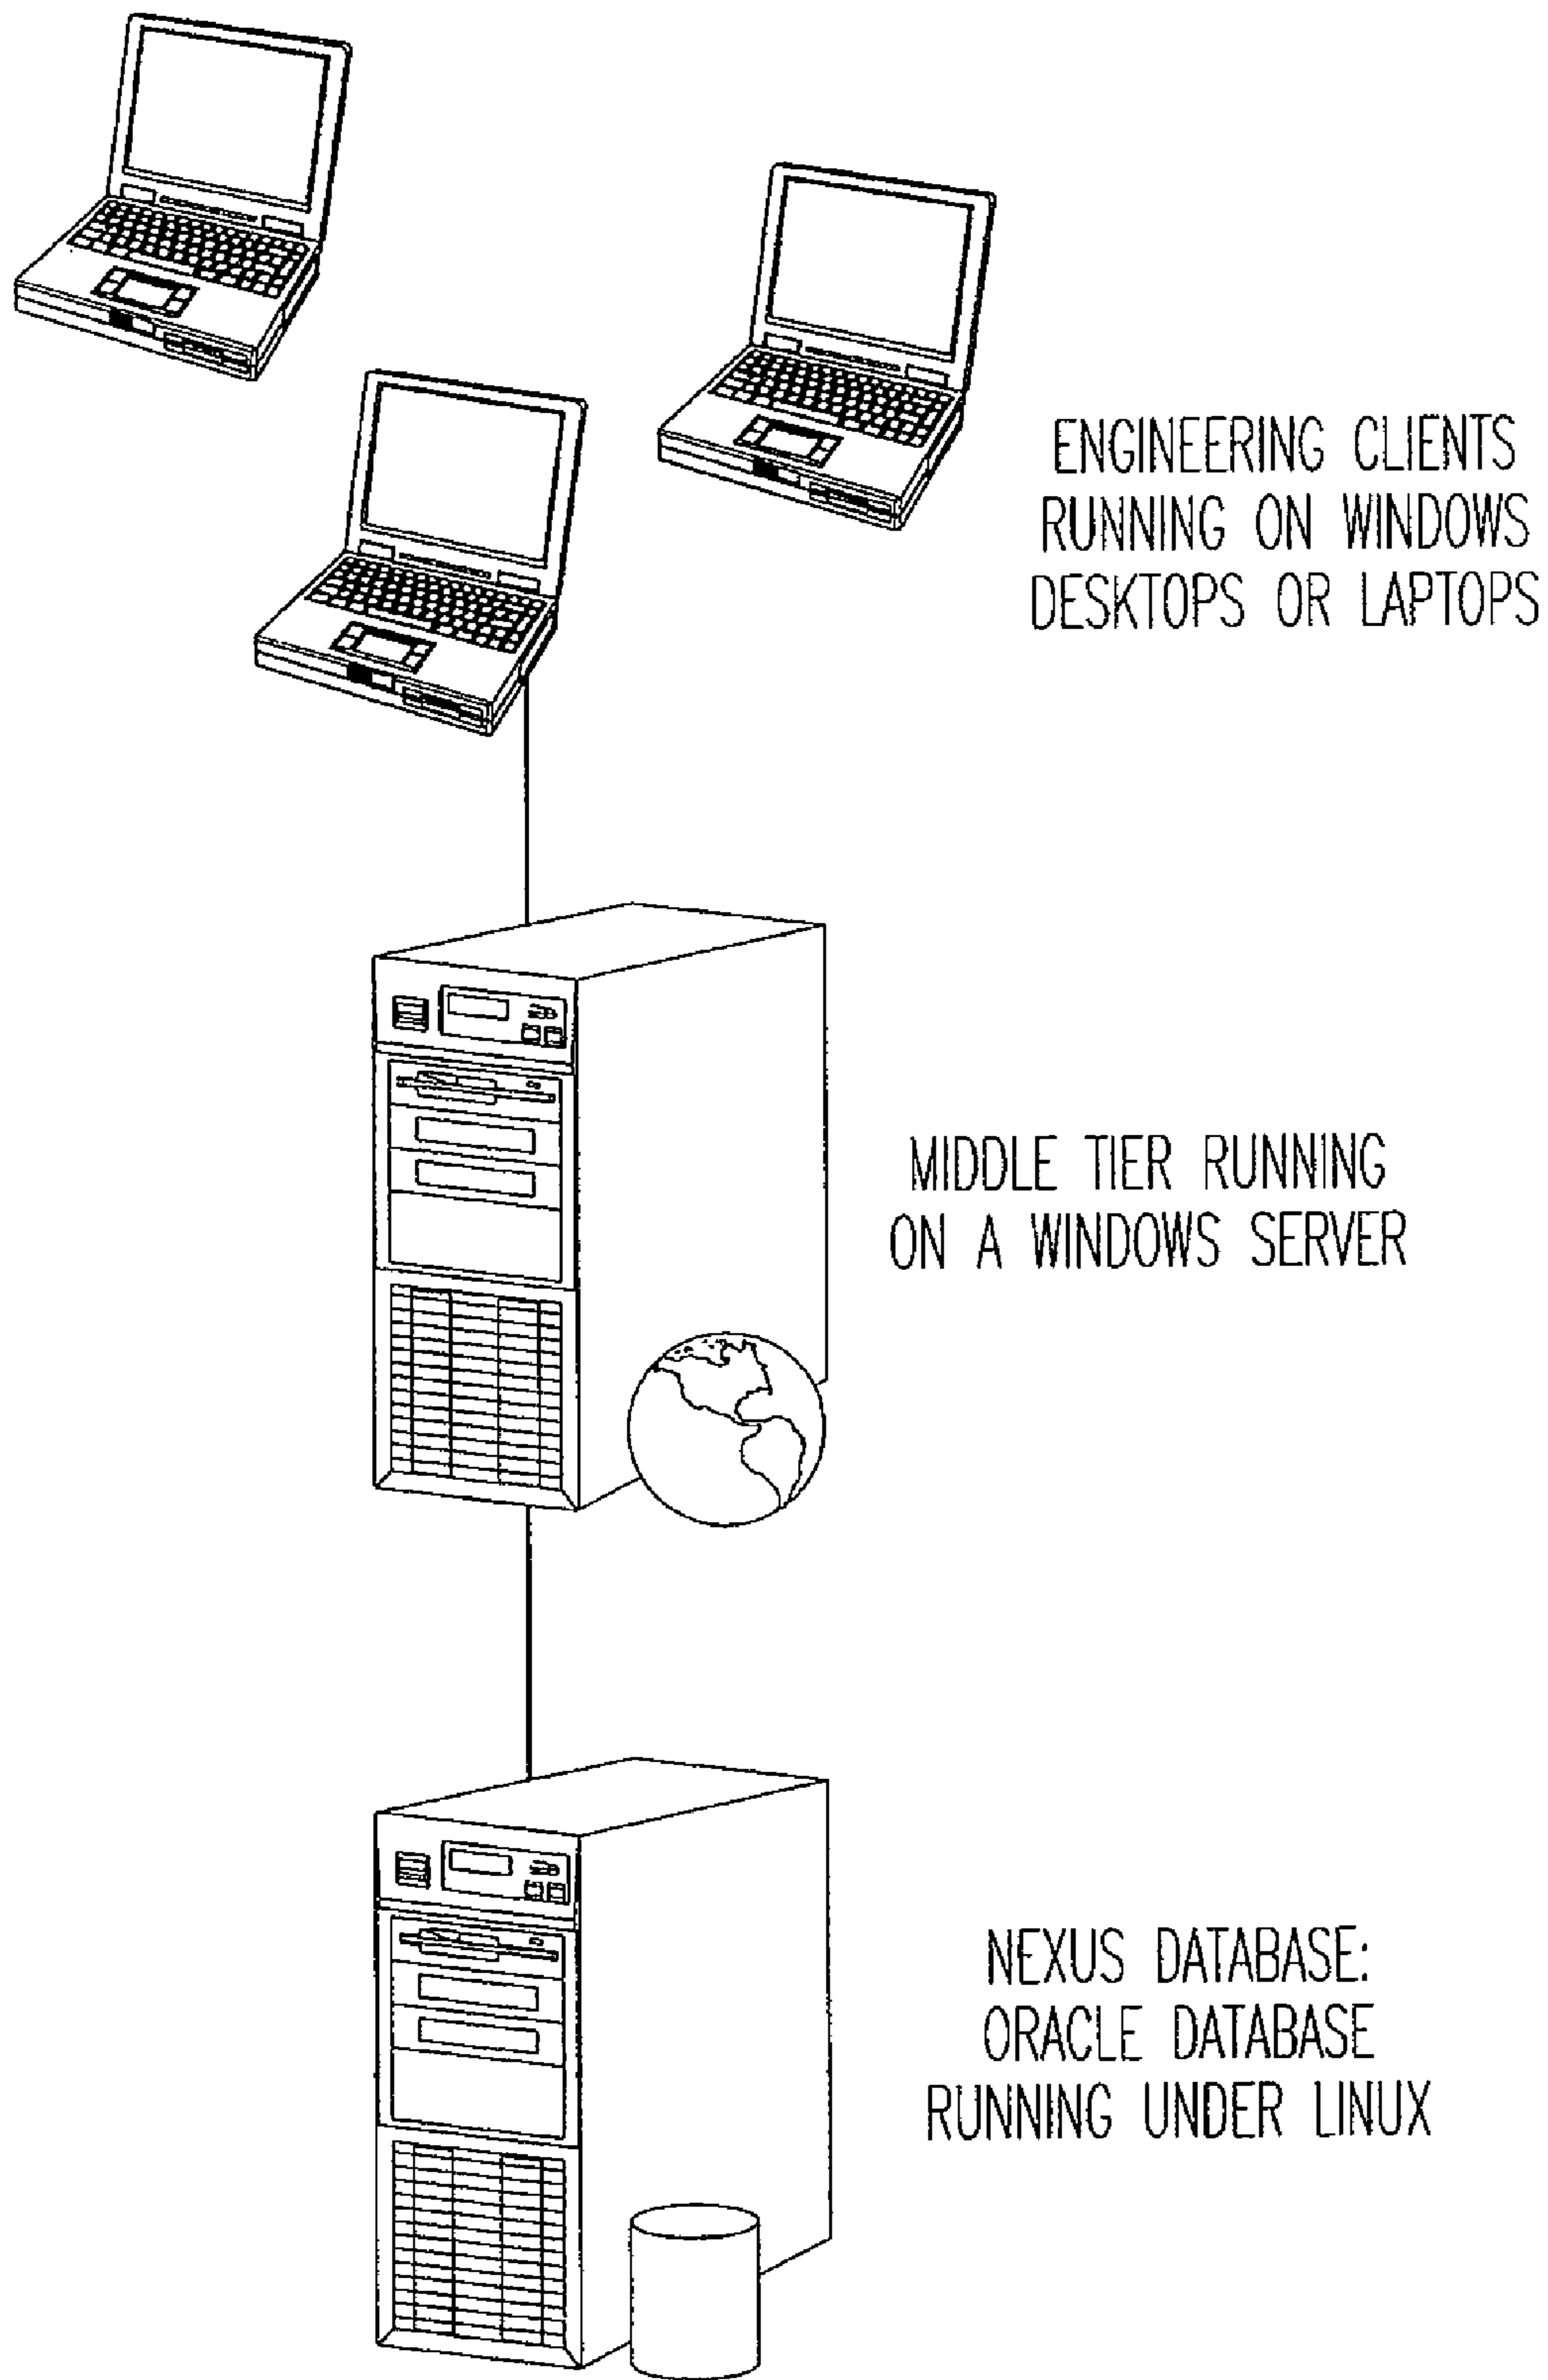 ENGINEERING CLIENTS
RUNNING ON WINDOWS
DESKTOPS OR LAPTOPS
MIDDLE TIER RUNNING
ON A WINDOWS SERVER
NEXUS DATABASE:
ORACLE DATABASE
RUNNING UNDER LINUX